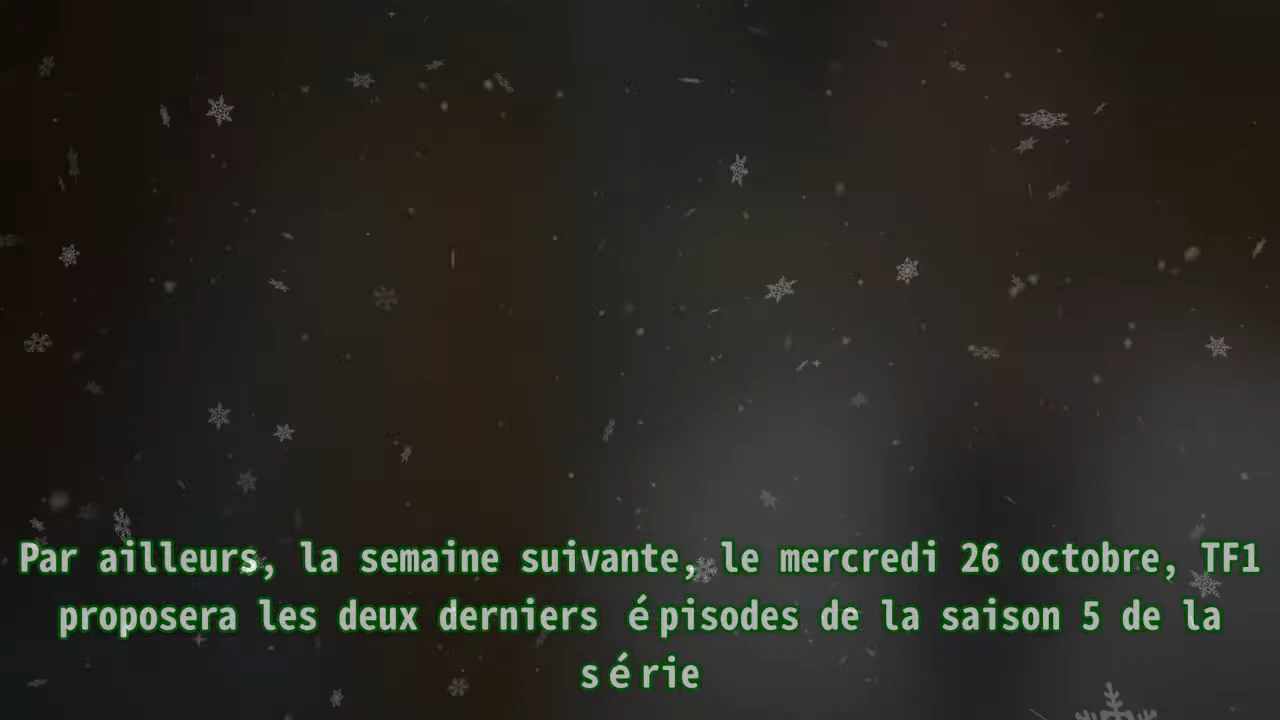 Par ailleurs, la semaine suivante, le mercredi 26 octobre, TF1
proposera les deux derniers épisodes de la saison 5 de la
série